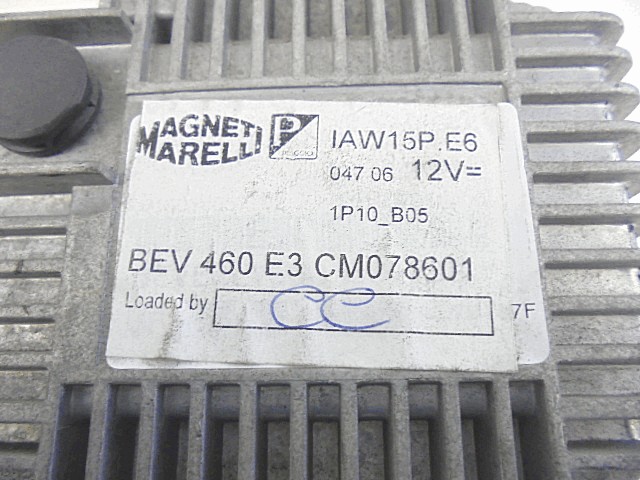 MAGNETI
MARELLI
IAW15P.E6
047 06 12V=
1P10_B05
BEV 460 E3 CM078601
Loaded by CC 7F